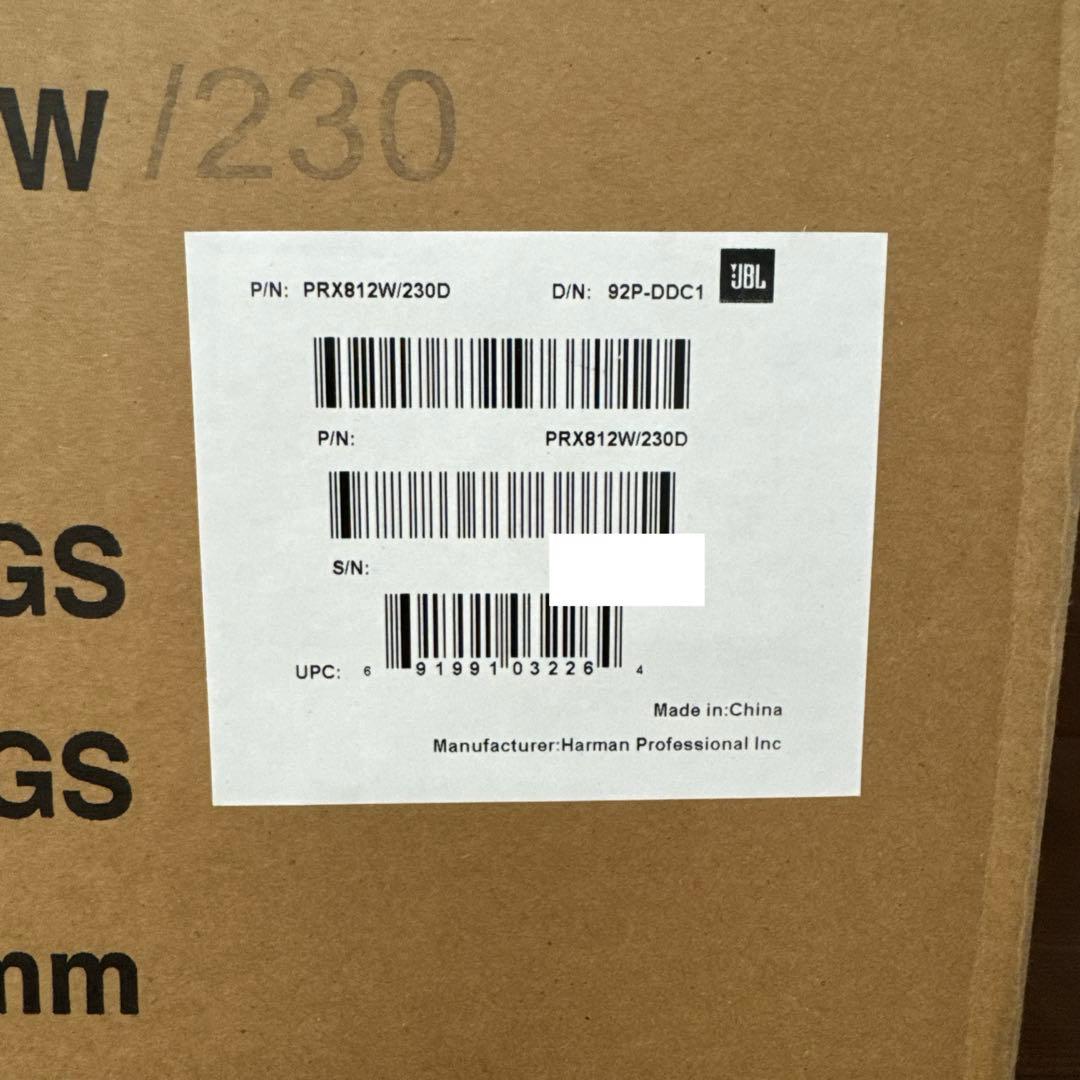 W /230
P/N: PRX812W/230D D/N: 92P-DDC1 JBL
P/N: PRX812W/230D
S/N:
UPC: 6 91991 03226 4
Made in:China
Manufacturer:Harman Professional Inc
GS
GS
mm